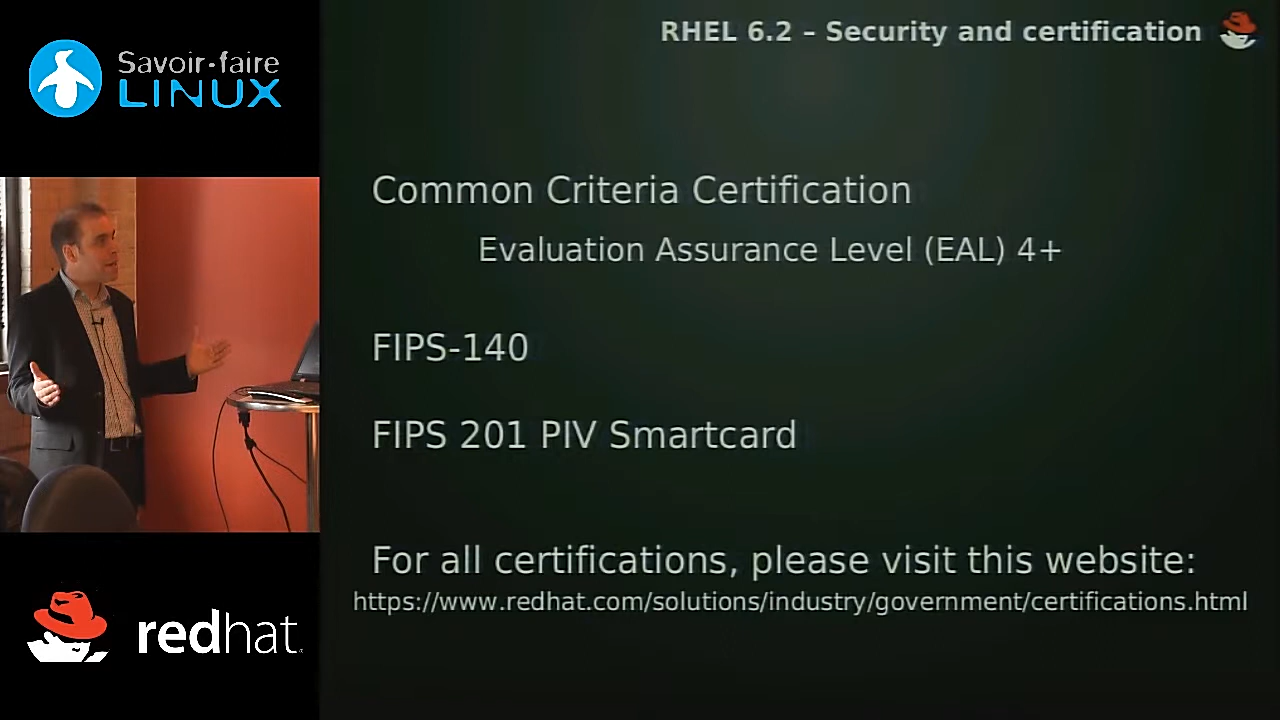 Savoir-faire
LINUX
RHEL 6.2 – Security and certification
Common Criteria Certification
Evaluation Assurance Level (EAL) 4+
FIPS-140
FIPS 201 PIV Smartcard
For all certifications, please visit this website:
https://www.redhat.com/solutions/industry/government/certifications.html
redhat.